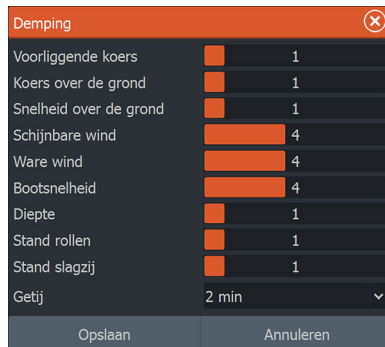 Demping
Voorliggende koers 1
Koers over de grond 1
Snelheid over de grond 1
Schijnbare wind 4
Ware wind 4
Bootsnelheid 4
Diepte 1
Stand rollen 1
Stand slagzij 1
Getij 2 min
Opslaan Annuleren